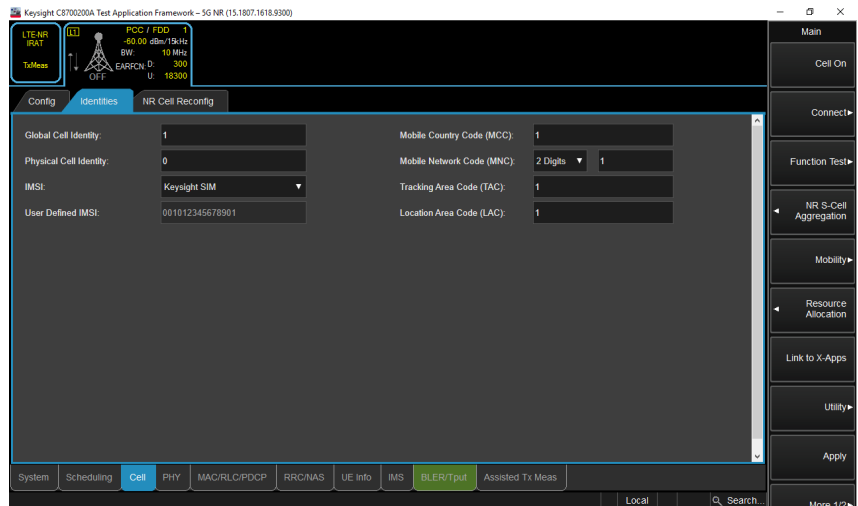 Keysight C8700200A Test Application Framework – 5G NR (15.1807.1618.9300)
LTE-NR
IRAT
TxMeas
L1
OFF
PCC / FDD 1
-60.00 dBm/15kHz
BW: 10 MHz
EARFCN: D: 300
U: 18300
Config Identities NR Cell Reconfig
Global Cell Identity: 1 Mobile Country Code (MCC): 1
Physical Cell Identity: 0 Mobile Network Code (MNC): 2 Digits 1
IMSI: Keysight SIM Tracking Area Code (TAC): 1
User Defined IMSI: 001012345678901 Location Area Code (LAC): 1
System Scheduling Cell PHY MAC/RLC/PDCP RRC/NAS UE Info IMS BLER/Tput Assisted Tx Meas
Local Search...
Main
Cell On
Connect
Function Test
NR S-Cell
Aggregation
Mobility
Resource
Allocation
Link to X-Apps
Utility
Apply
More 1/2